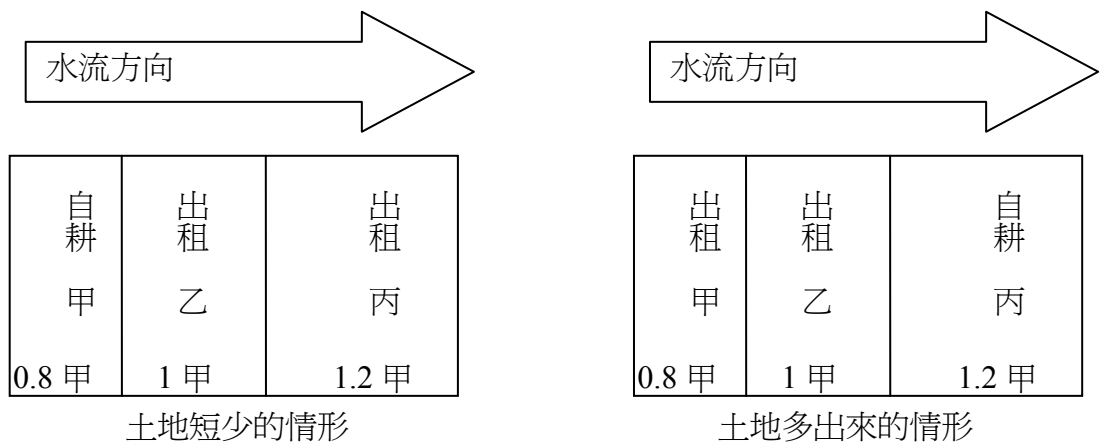 水流方向
自耕 甲
0.8 甲
出租 乙
1 甲
出租 丙
1.2 甲
土地短少的情形
水流方向
出租 甲
0.8 甲
出租 乙
1 甲
自耕 丙
1.2 甲
土地多出來的情形